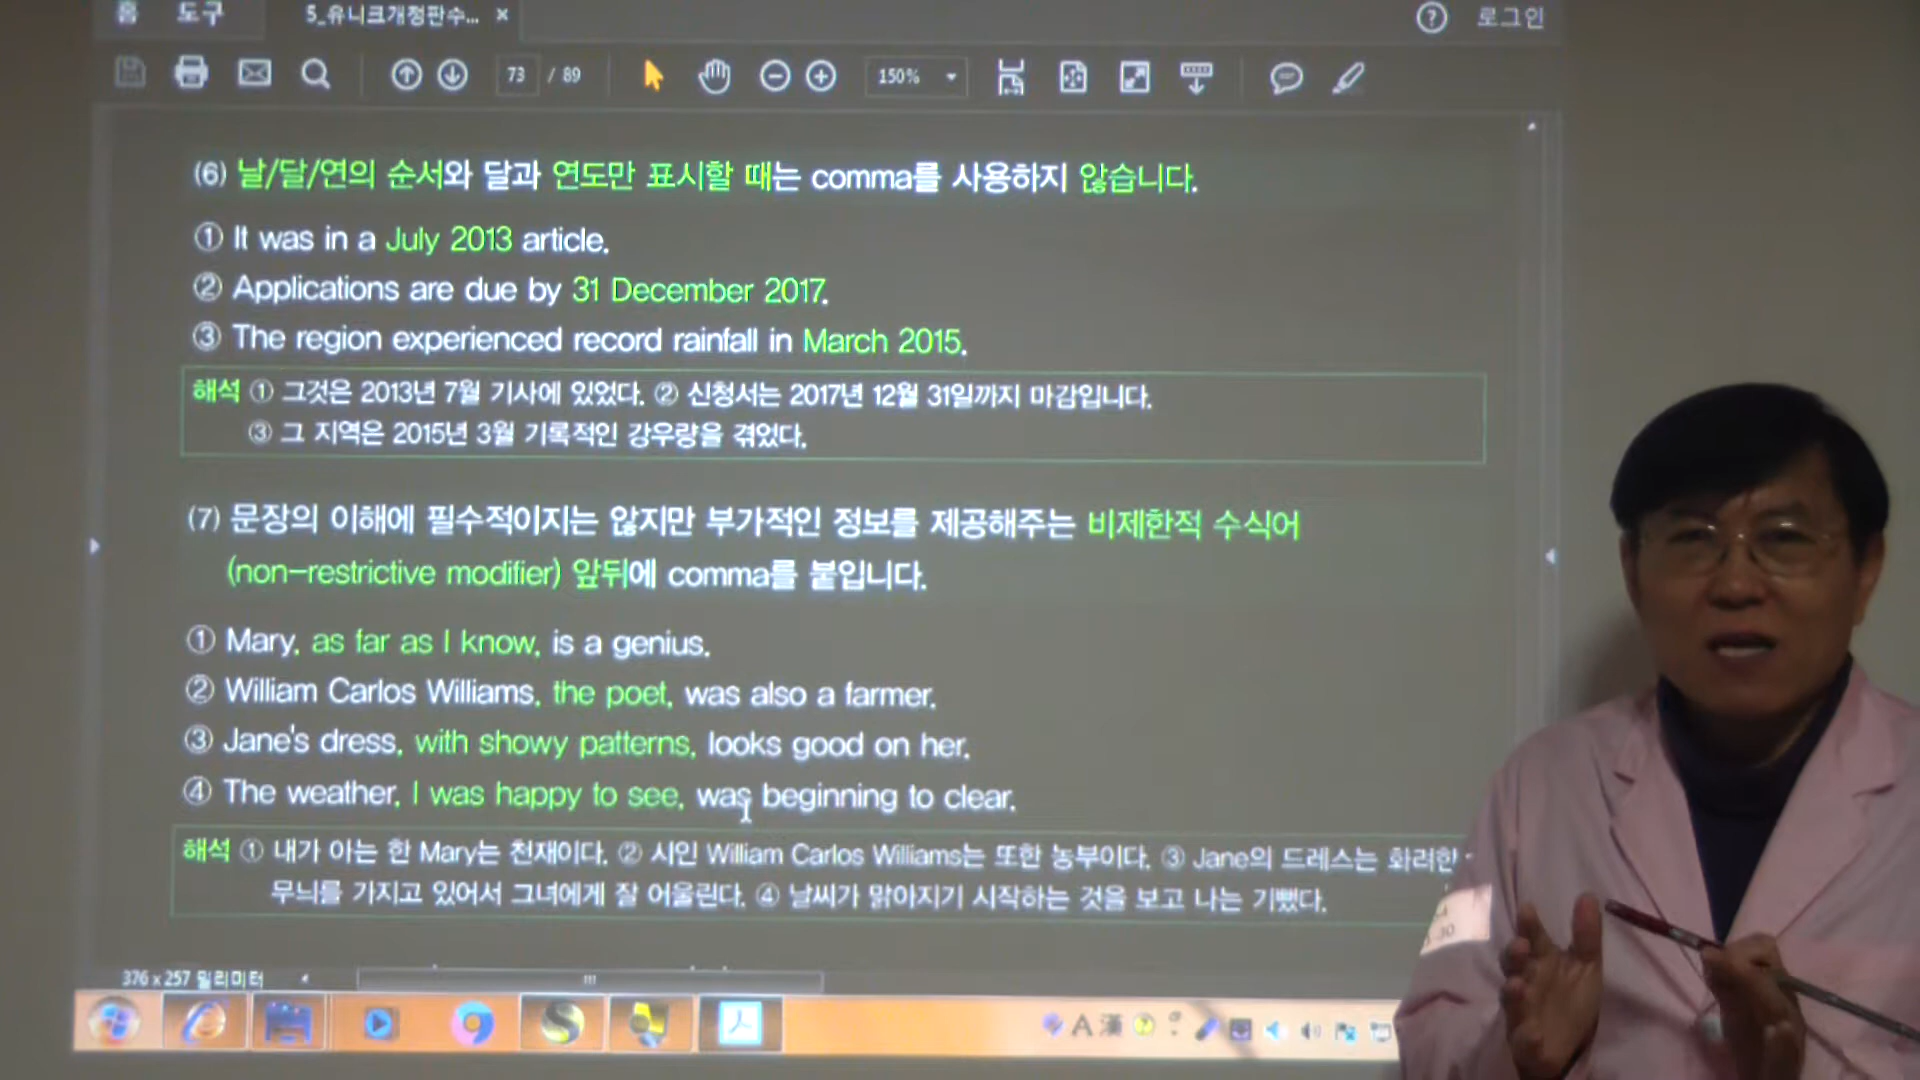 홈 도구 5_유니크개정판수... × ? 로그인
73 / 89 150%
(6) 날/달/연의 순서와 달과 연도만 표시할 때는 comma를 사용하지 않습니다.
① It was in a July 2013 article.
② Applications are due by 31 December 2017.
③ The region experienced record rainfall in March 2015.
해석 ① 그것은 2013년 7월 기사에 있었다. ② 신청서는 2017년 12월 31일까지 마감입니다.
③ 그 지역은 2015년 3월 기록적인 강우량을 겪었다.
(7) 문장의 이해에 필수적이지는 않지만 부가적인 정보를 제공해주는 비제한적 수식어
(non-restrictive modifier) 앞뒤에 comma를 붙입니다.
① Mary, as far as I know, is a genius.
② William Carlos Williams, the poet, was also a farmer.
③ Jane's dress, with showy patterns, looks good on her.
④ The weather, I was happy to see, was beginning to clear.
해석 ① 내가 아는 한 Mary는 천재이다. ② 시인 William Carlos Williams는 또한 농부이다. ③ Jane의 드레스는 화려한
무늬를 가지고 있어서 그녀에게 잘 어울린다. ④ 날씨가 맑아지기 시작하는 것을 보고 나는 기뻤다.
376 x 257 밀리미터
A 漢